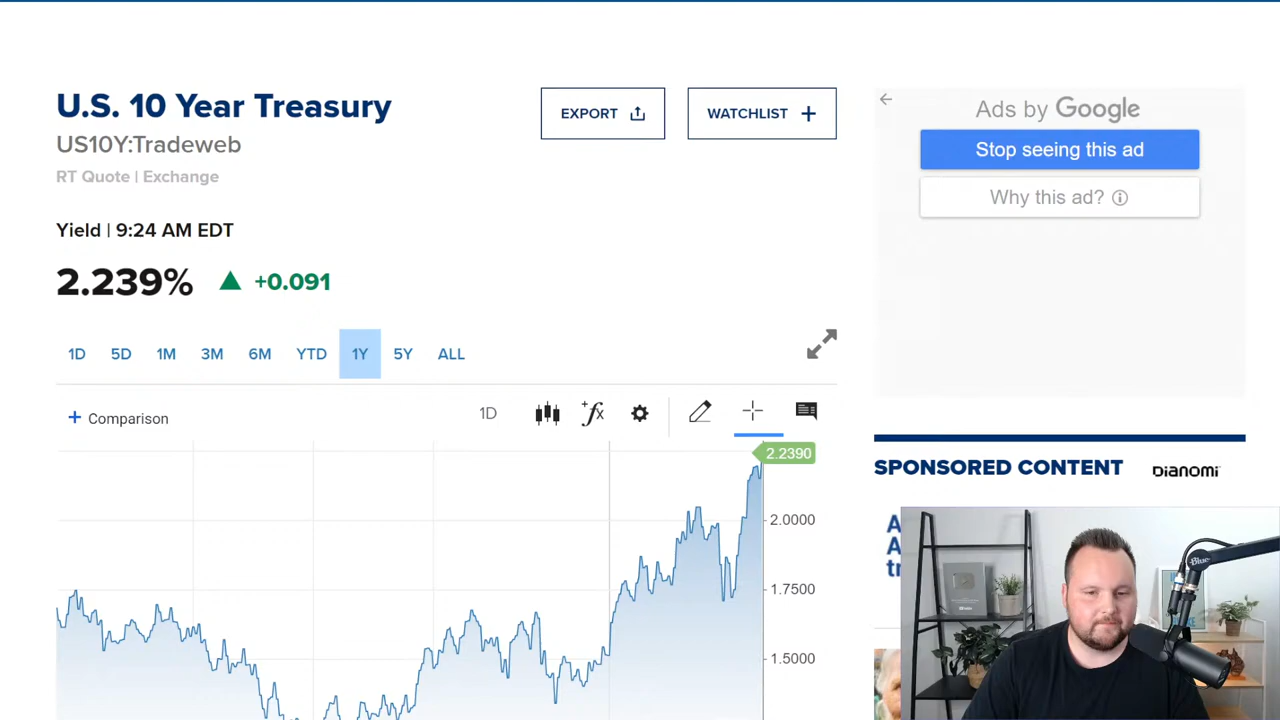 U.S. 10 Year Treasury
US10Y:Tradeweb
RT Quote | Exchange
EXPORT
WATCHLIST +
Yield | 9:24 AM EDT
2.239% ▲ +0.091
1D 5D 1M 3M 6M YTD 1Y 5Y ALL
+ Comparison
1D
2.2390
2.0000
1.7500
1.5000
Ads by Google
Stop seeing this ad
Why this ad?
SPONSORED CONTENT
DIANOMI
A
A
tr
Blue